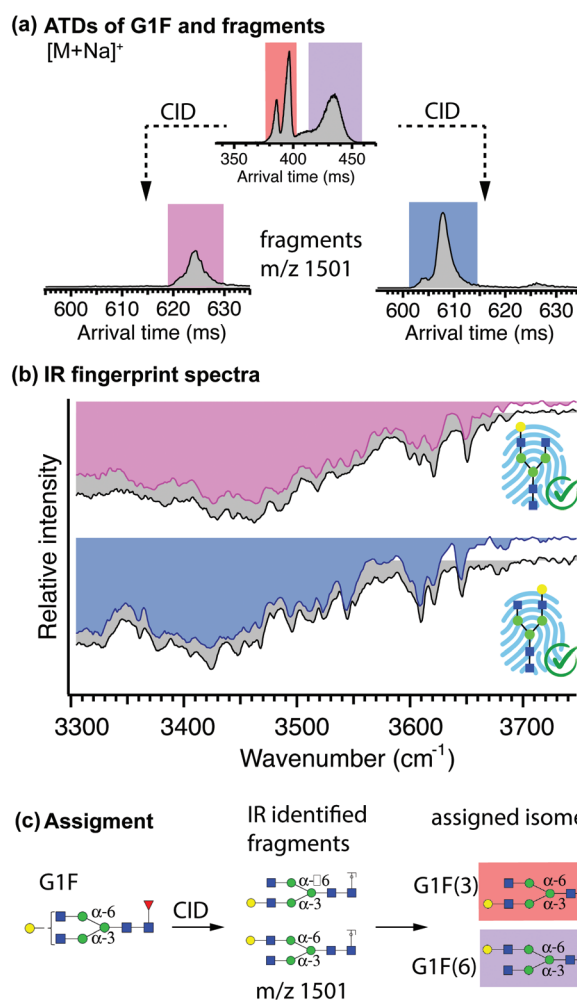 (a) ATDs of G1F and fragments
[M+Na]⁺
CID
CID
350 400 450
Arrival time (ms)
fragments
m/z 1501
600 610 620 630
Arrival time (ms)
600 610 620 630
Arrival time (ms)
(b) IR fingerprint spectra
Relative intensity
3300 3400 3500 3600 3700
Wavenumber (cm⁻¹)
(c) Assigment
IR identified
fragments
assigned isome
G1F
α-6
α-3
CID
α-□6
α-3
α-6
α-3
m/z 1501
G1F(3)
α-6
α-3
G1F(6)
α-6
α-3